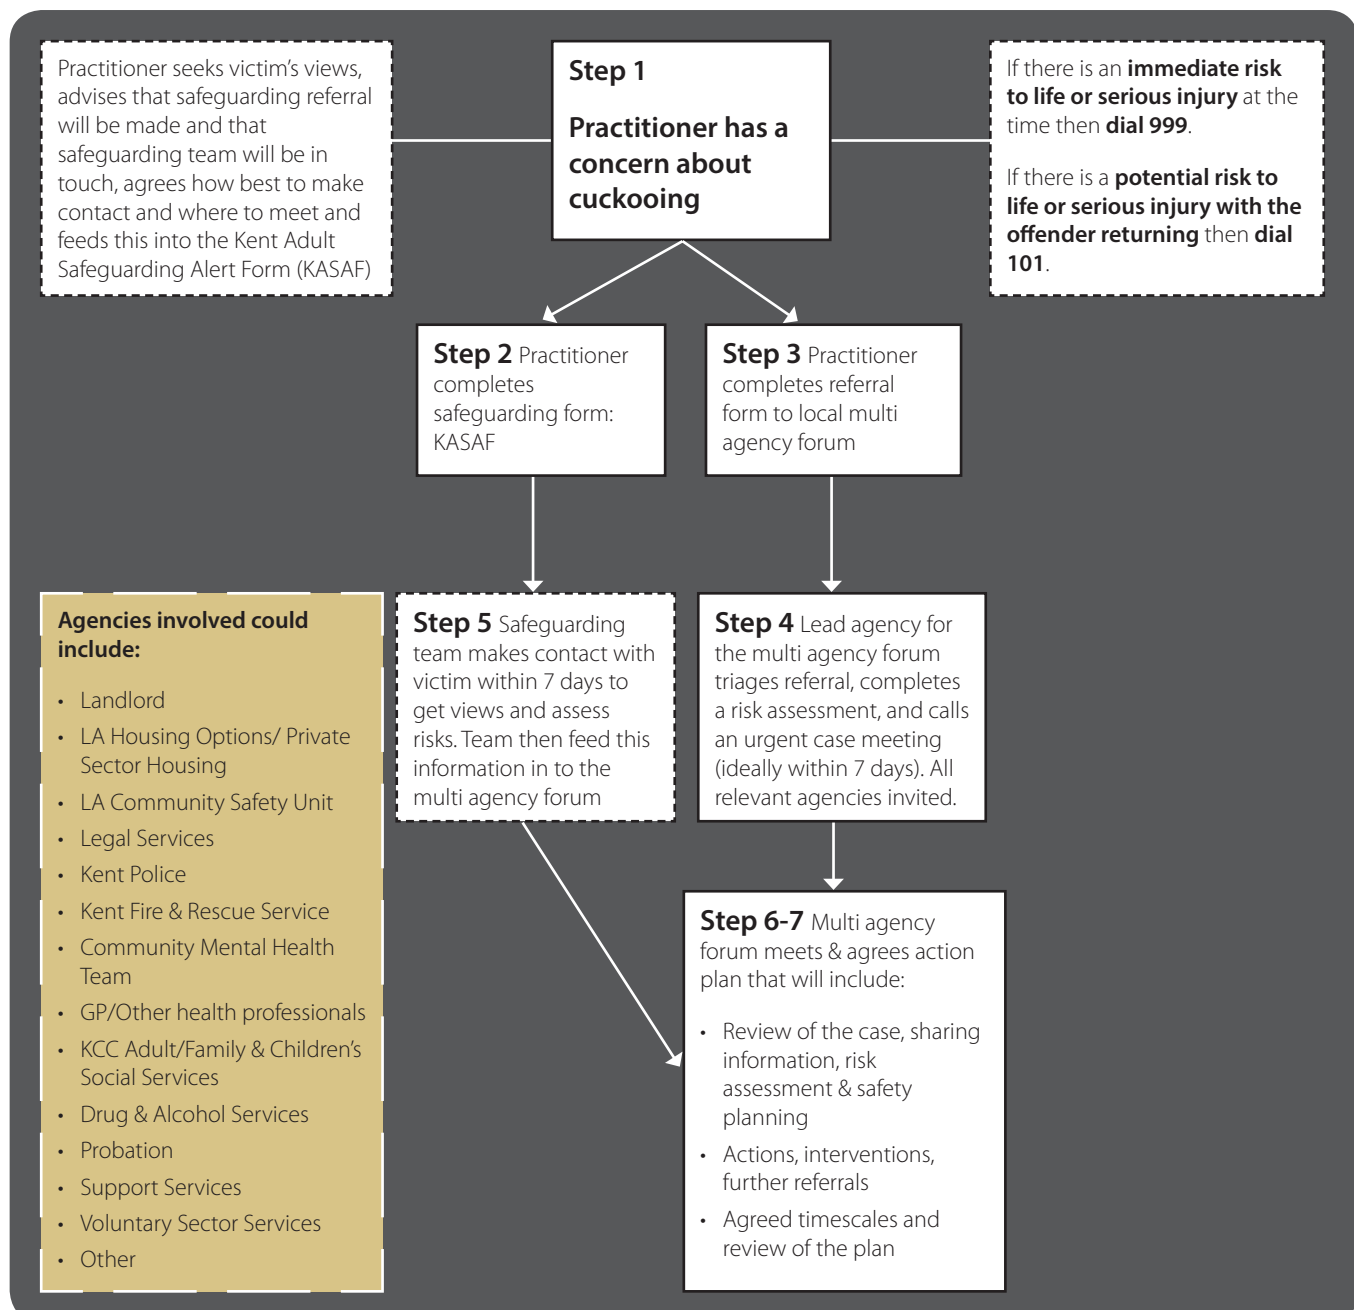 Practitioner seeks victim's views,
advises that safeguarding referral
will be made and that
safeguarding team will be in
touch, agrees how best to make
contact and where to meet and
feeds this into the Kent Adult
Safeguarding Alert Form (KASAF)
Step 1
Practitioner has a
concern about
cuckooing
If there is an immediate risk
to life or serious injury at the
time then dial 999.
If there is a potential risk to
life or serious injury with the
offender returning then dial
101.
Step 2 Practitioner
completes
safeguarding form:
KASAF
Step 3 Practitioner
completes referral
form to local multi
agency forum
Agencies involved could
include:
• Landlord
• LA Housing Options/ Private
Sector Housing
• LA Community Safety Unit
• Legal Services
• Kent Police
• Kent Fire & Rescue Service
• Community Mental Health
Team
• GP/Other health professionals
• KCC Adult/Family & Children's
Social Services
• Drug & Alcohol Services
• Probation
• Support Services
• Voluntary Sector Services
• Other
Step 5 Safeguarding
team makes contact with
victim within 7 days to
get views and assess
risks. Team then feed this
information in to the
multi agency forum
Step 4 Lead agency for
the multi agency forum
triages referral, completes
a risk assessment, and calls
an urgent case meeting
(ideally within 7 days). All
relevant agencies invited.
Step 6-7 Multi agency
forum meets & agrees action
plan that will include:
• Review of the case, sharing
information, risk
assessment & safety
planning
• Actions, interventions,
further referrals
• Agreed timescales and
review of the plan